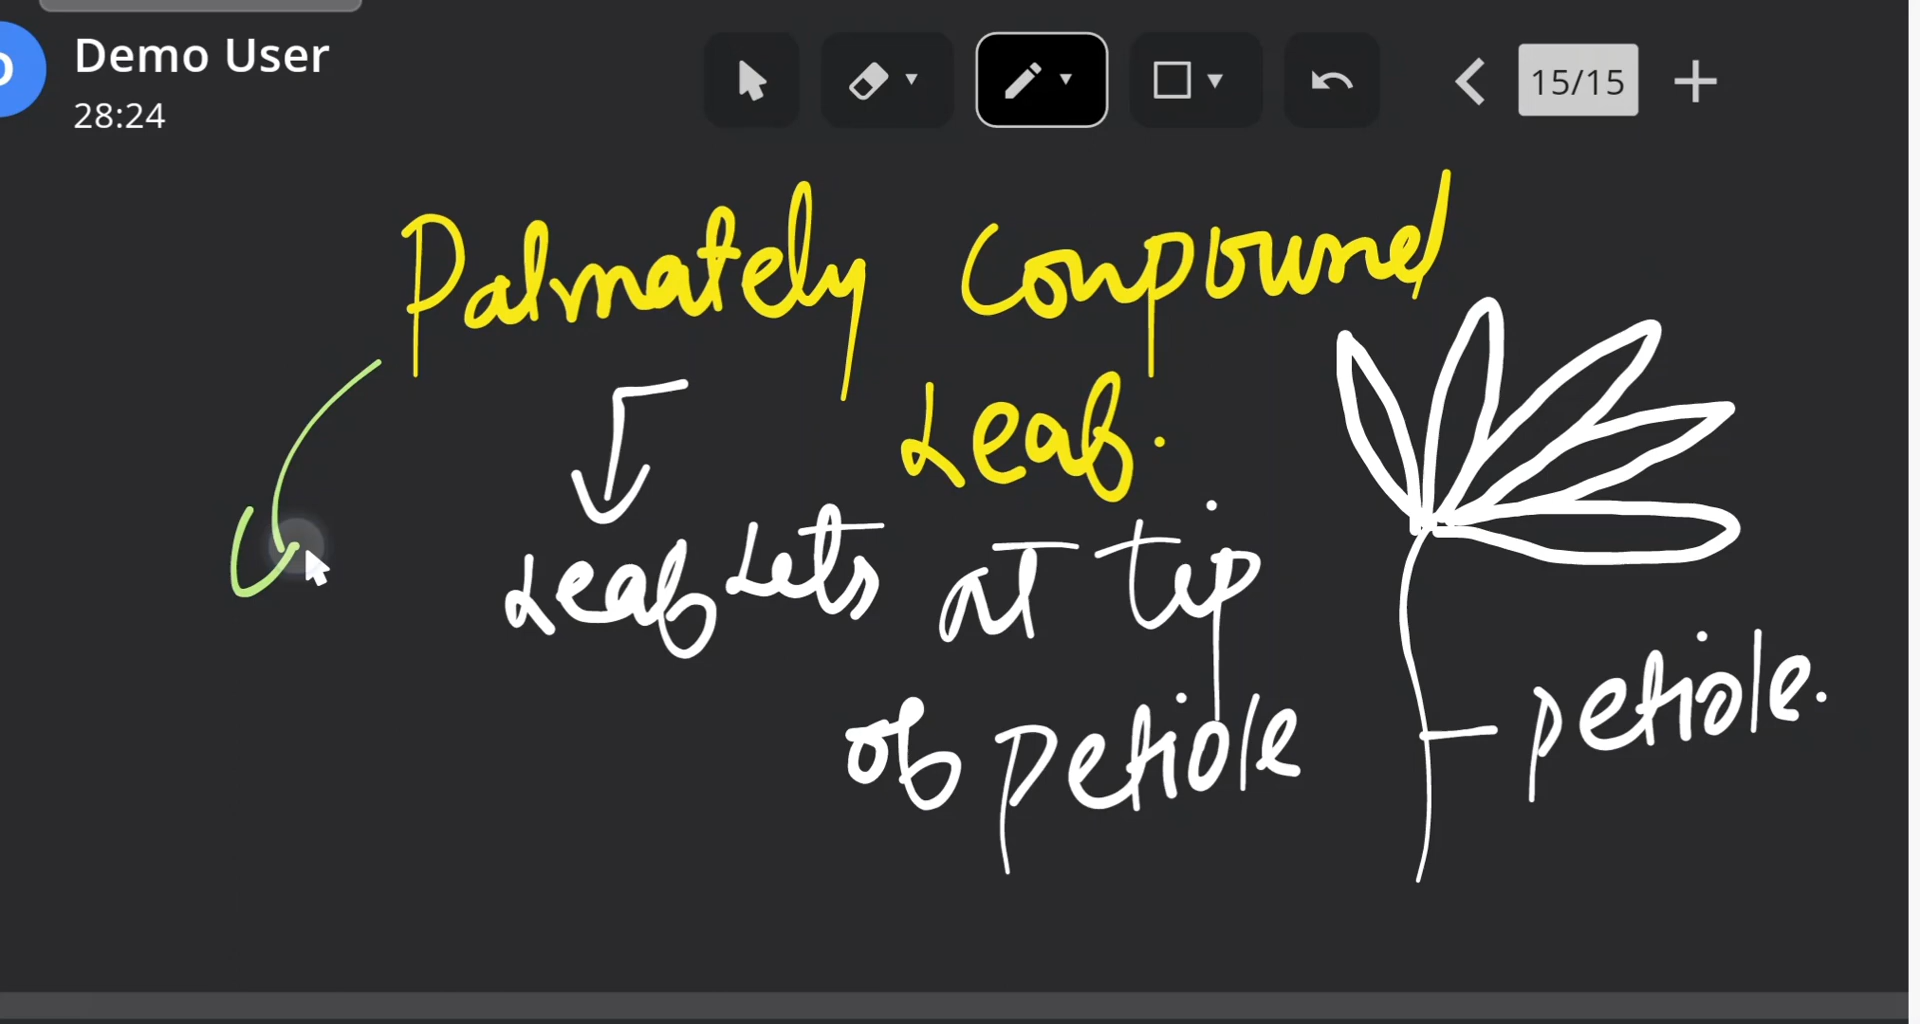 Demo User
28:24
15/15
Palmately Compound
Leaf.
Leaflets at tip
of petiole
petiole.